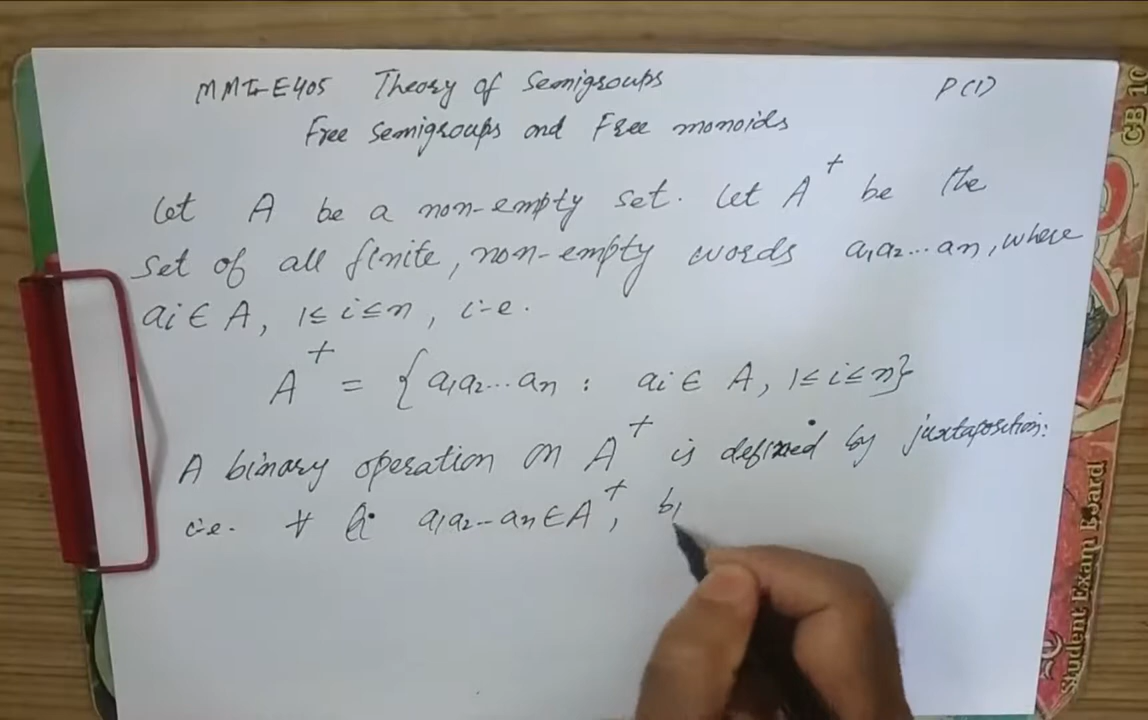 MMT-E405 Theory of Semigroups P(1)
Free Semigroups and Free monoids
Let A be a non-empty set. Let A⁺ be the
set of all finite, non-empty words a₁a₂...an, where
ai ∈ A, 1≤i≤n, i.e.
A⁺ = {a₁a₂...an : ai ∈ A, 1≤i≤n}
A binary operation on A⁺ is defined by juxtaposition:
i.e. ∀ a₁a₂--an ∈ A⁺, b₁
Student Exam Board
CB 10